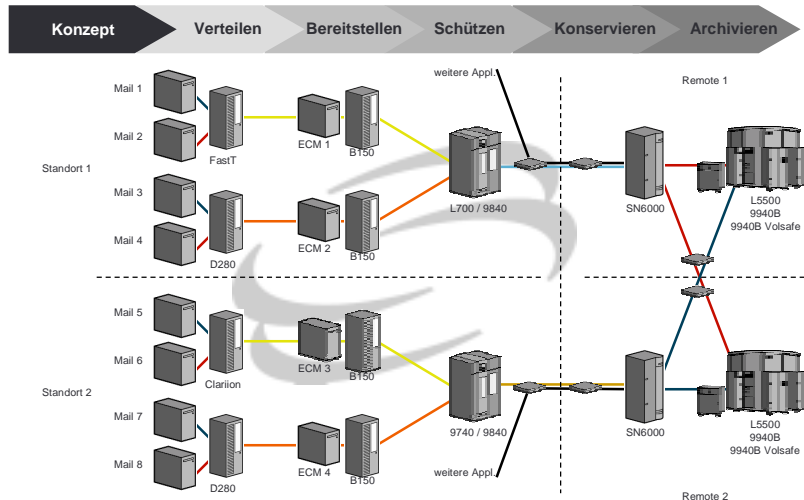 Konzept
Verteilen
Bereitstellen
Schützen
Konservieren
Archivieren
weitere Appl.
Remote 1
Mail 1
Mail 2
FastT
ECM 1
B150
Standort 1
Mail 3
Mail 4
D280
ECM 2
B150
L700 / 9840
SN6000
L5500
9940B
9940B Volsafe
Mail 5
Mail 6
Clariion
ECM 3
B150
Standort 2
Mail 7
Mail 8
D280
ECM 4
B150
9740 / 9840
weitere Appl.
SN6000
L5500
9940B
9940B Volsafe
Remote 2